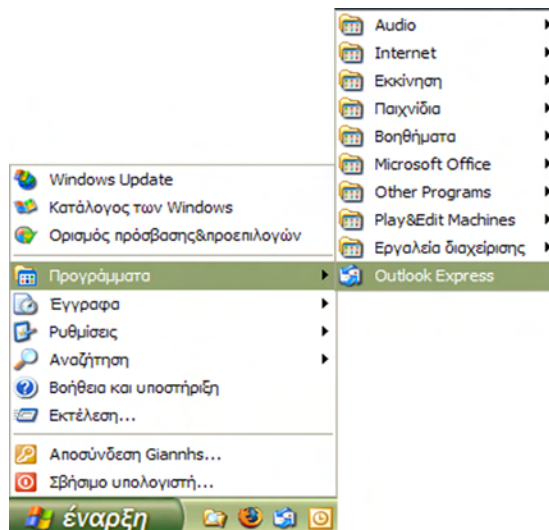 Audio
Internet
Εκκίνηση
Παιχνίδια
Βοηθήματα
Microsoft Office
Other Programs
Play&Edit Machines
Εργαλεία διαχείρισης
Outlook Express
Windows Update
Κατάλογος των Windows
Ορισμός πρόσβασης&προεπιλογών
Προγράμματα
Έγγραφα
Ρυθμίσεις
Αναζήτηση
Βοήθεια και υποστήριξη
Εκτέλεση...
Αποσύνδεση Giannhs...
Σβήσιμο υπολογιστή...
έναρξη